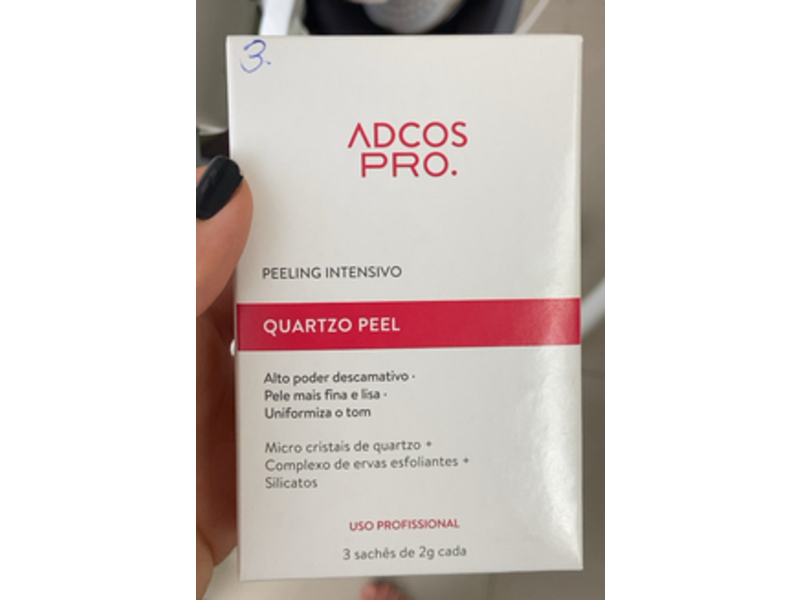 3.
ADCOS
PRO.
PEELING INTENSIVO
QUARTZO PEEL
Alto poder descamativo ·
Pele mais fina e lisa ·
Uniformiza o tom
Micro cristais de quartzo +
Complexo de ervas esfoliantes +
Silicatos
USO PROFISSIONAL
3 sachês de 2g cada